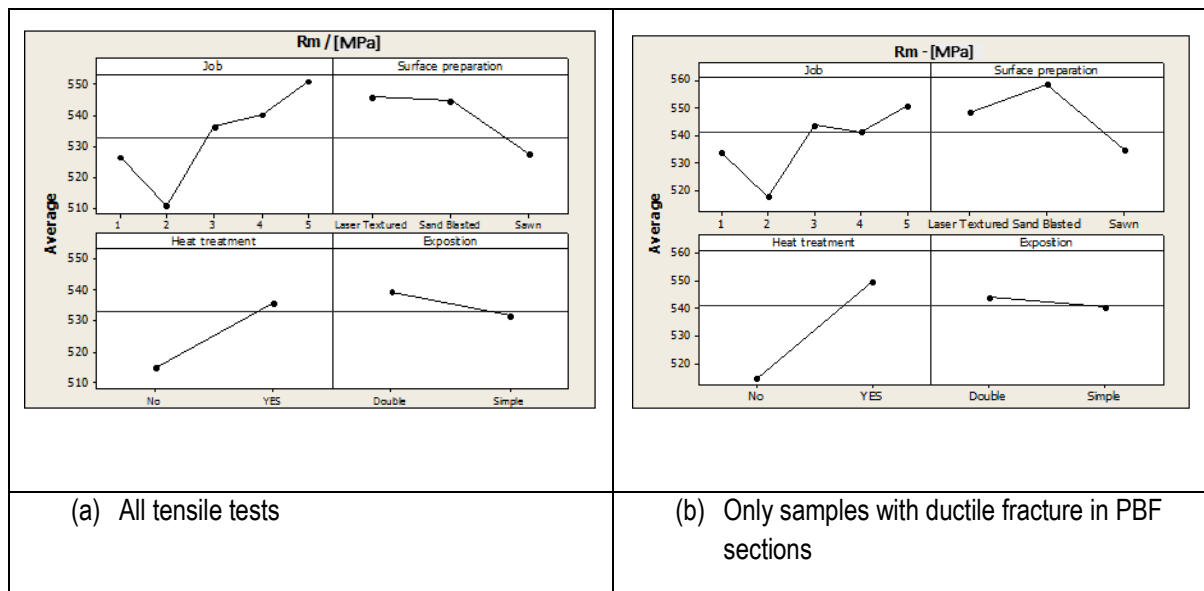 Rm / [MPa]
Job
Surface preparation
550
540
530
520
510
1 2 3 4 5
Laser Textured Sand Blasted Sawn
Heat treatment
Exposition
550
540
530
520
510
No YES
Double Simple
Average
(a) All tensile tests
Rm - [MPa]
Job
Surface preparation
560
550
540
530
520
1 2 3 4 5
Laser Textured Sand Blasted Sawn
Heat treatment
Exposition
560
550
540
530
520
No YES
Double Simple
Average
(b) Only samples with ductile fracture in PBF
sections